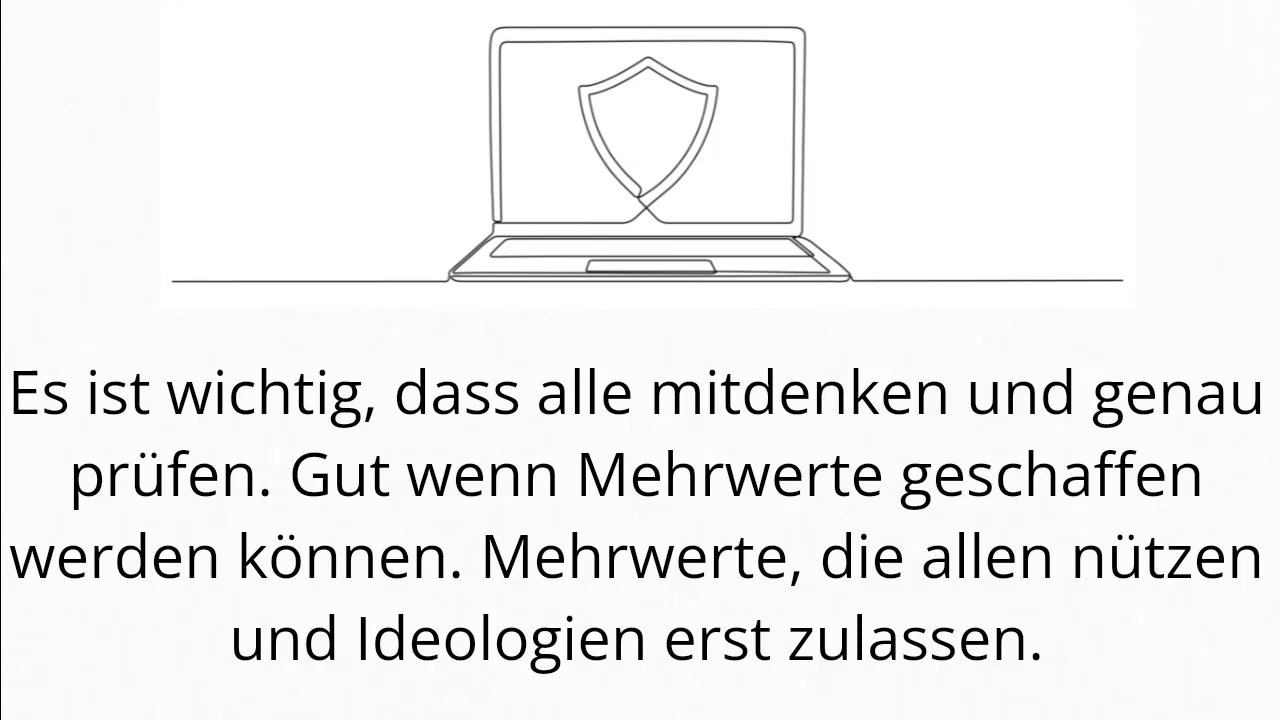 Es ist wichtig, dass alle mitdenken und genau
prüfen. Gut wenn Mehrwerte geschaffen
werden können. Mehrwerte, die allen nützen
und Ideologien erst zulassen.